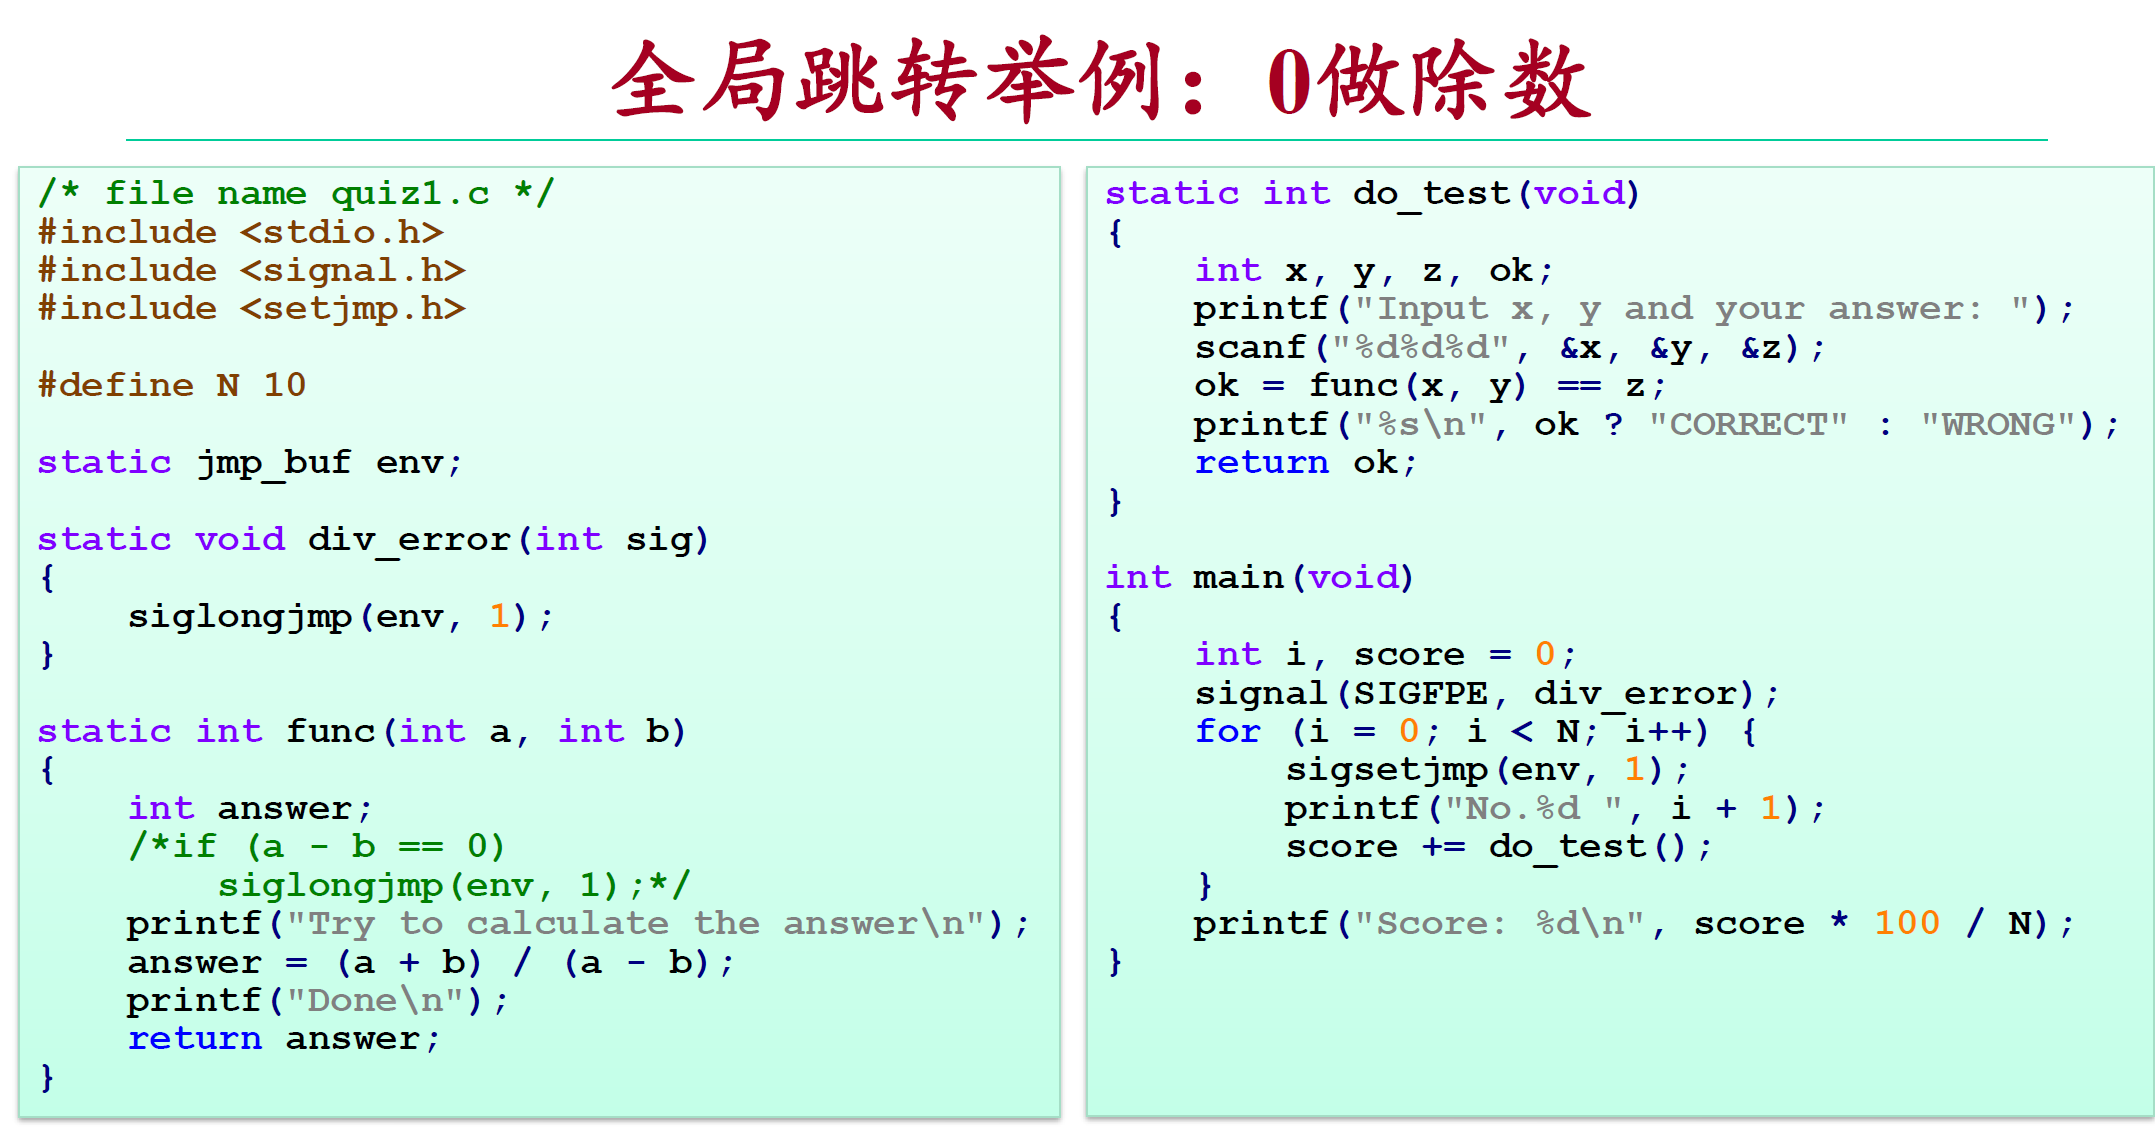 全局跳转举例：0做除数
/* file name quiz1.c */
#include <stdio.h>
#include <signal.h>
#include <setjmp.h>
#define N 10
static jmp_buf env;
static void div_error(int sig)
{
    siglongjmp(env, 1);
}
static int func(int a, int b)
{
    int answer;
    /*if (a - b == 0)
        siglongjmp(env, 1);*/
    printf("Try to calculate the answer\n");
    answer = (a + b) / (a - b);
    printf("Done\n");
    return answer;
}
static int do_test(void)
{
    int x, y, z, ok;
    printf("Input x, y and your answer: ");
    scanf("%d%d%d", &x, &y, &z);
    ok = func(x, y) == z;
    printf("%s\n", ok ? "CORRECT" : "WRONG");
    return ok;
}
int main(void)
{
    int i, score = 0;
    signal(SIGFPE, div_error);
    for (i = 0; i < N; i++) {
        sigsetjmp(env, 1);
        printf("No.%d ", i + 1);
        score += do_test();
    }
    printf("Score: %d\n", score * 100 / N);
}